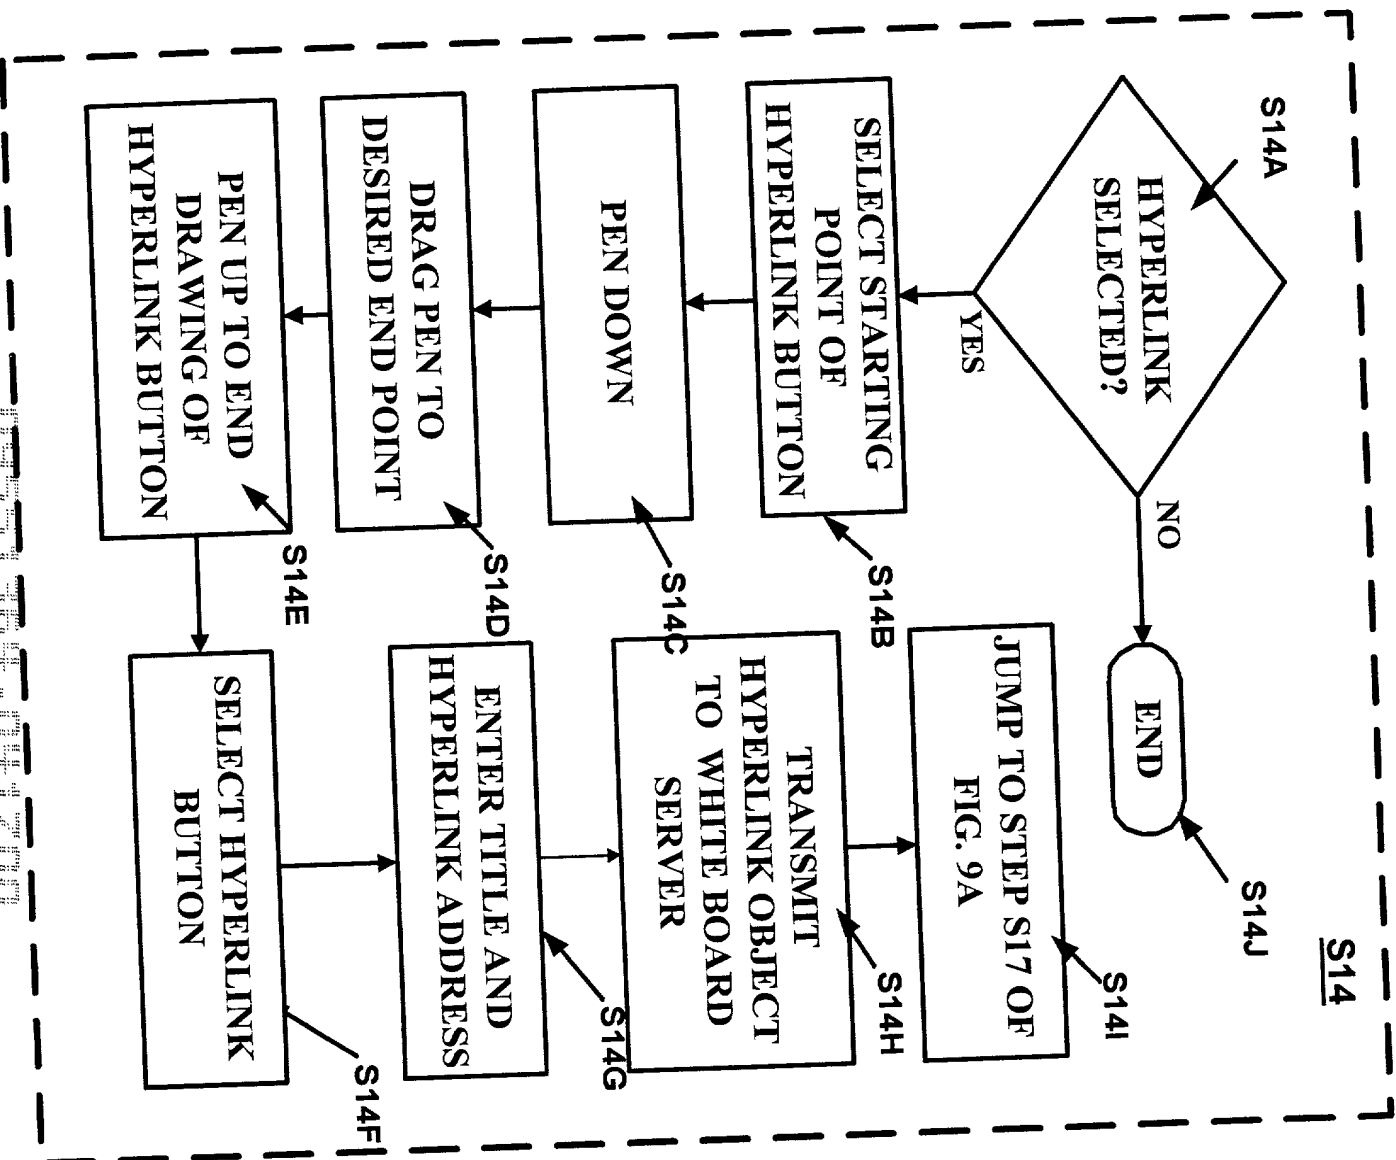 S14
S14A
HYPERLINK
SELECTED?
YES
NO
END
S14J
SELECT STARTING
POINT OF
HYPERLINK BUTTON
S14B
PEN DOWN
S14C
DRAG PEN TO
DESIRED END POINT
S14D
PEN UP TO END
DRAWING OF
HYPERLINK BUTTON
S14E
SELECT HYPERLINK
BUTTON
S14F
ENTER TITLE AND
HYPERLINK ADDRESS
S14G
TRANSMIT
HYPERLINK OBJECT
TO WHITE BOARD
SERVER
S14H
JUMP TO STEP S17 OF
FIG. 9A
S14I